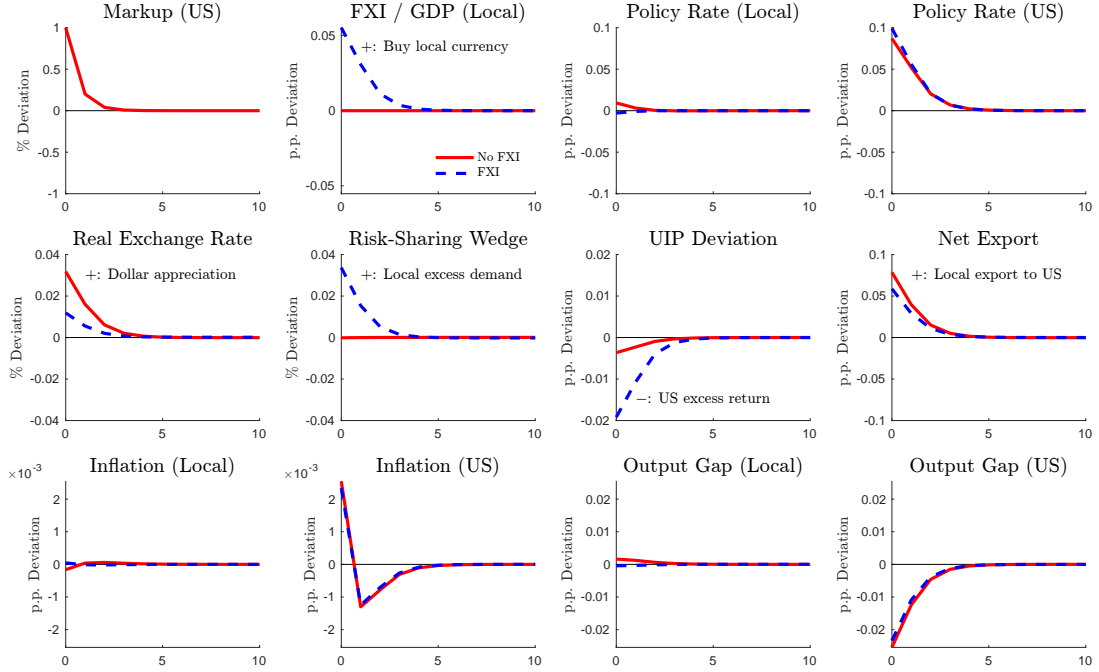 Markup (US)
FXI / GDP (Local)
Policy Rate (Local)
Policy Rate (US)
% Deviation
1
0.5
0
-0.5
-1
0 5 10
p.p. Deviation
0.05
0
-0.05
+: Buy local currency
No FXI
FXI
0 5 10
p.p. Deviation
0.1
0.05
0
-0.05
-0.1
0 5 10
p.p. Deviation
0.1
0.05
0
-0.05
-0.1
0 5 10
Real Exchange Rate
Risk-Sharing Wedge
UIP Deviation
Net Export
% Deviation
0.04
0.02
0
-0.02
-0.04
+: Dollar appreciation
0 5 10
% Deviation
0.04
0.02
0
-0.02
-0.04
+: Local excess demand
0 5 10
p.p. Deviation
0.02
0.01
0
-0.01
-0.02
−: US excess return
0 5 10
p.p. Deviation
0.1
0.05
0
-0.05
-0.1
+: Local export to US
0 5 10
Inflation (Local)
Inflation (US)
Output Gap (Local)
Output Gap (US)
×10-3
p.p. Deviation
2
1
0
-1
-2
0 5 10
×10-3
p.p. Deviation
2
1
0
-1
-2
0 5 10
p.p. Deviation
0.02
0.01
0
-0.01
-0.02
0 5 10
p.p. Deviation
0.02
0.01
0
-0.01
-0.02
0 5 10